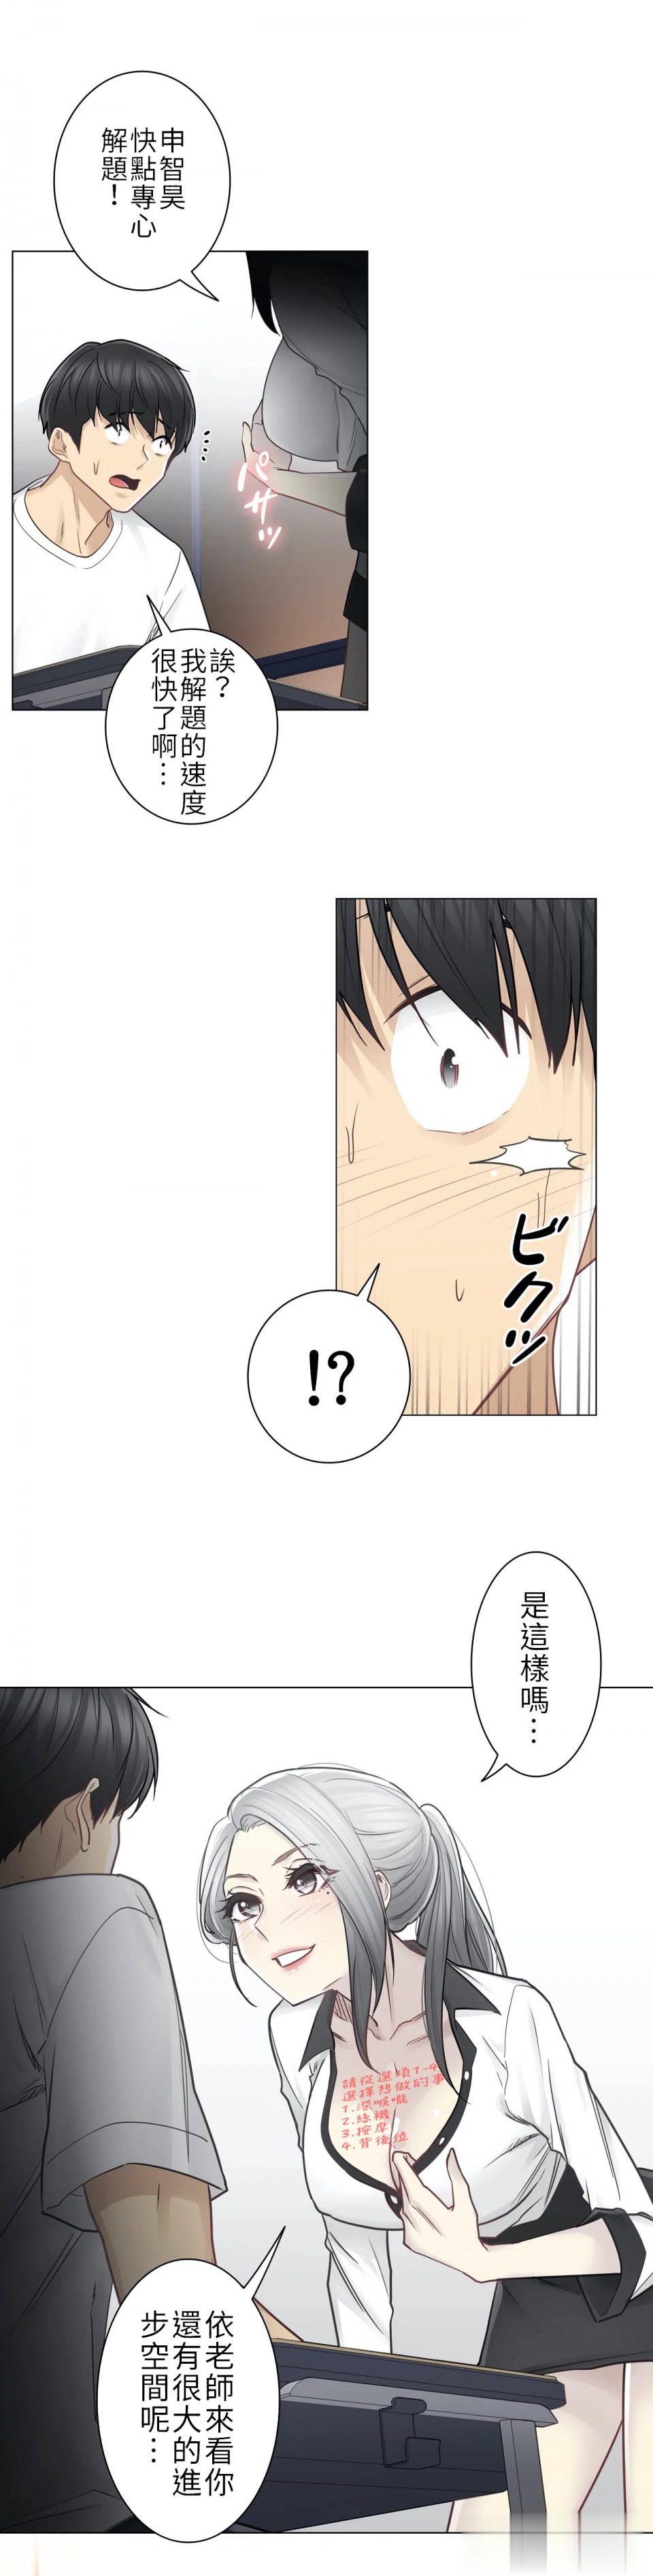 申智昊
快點專心
解題！
パサッ
誒？
我解題的速度
很快了啊…
ビクッ
!?
是這樣嗎…
請從選項1-4
選擇想做的事
1.深喉嚨
2.絲襪
3.按摩
4.背後位
依老師來看你
還有很大的進
步空間呢…